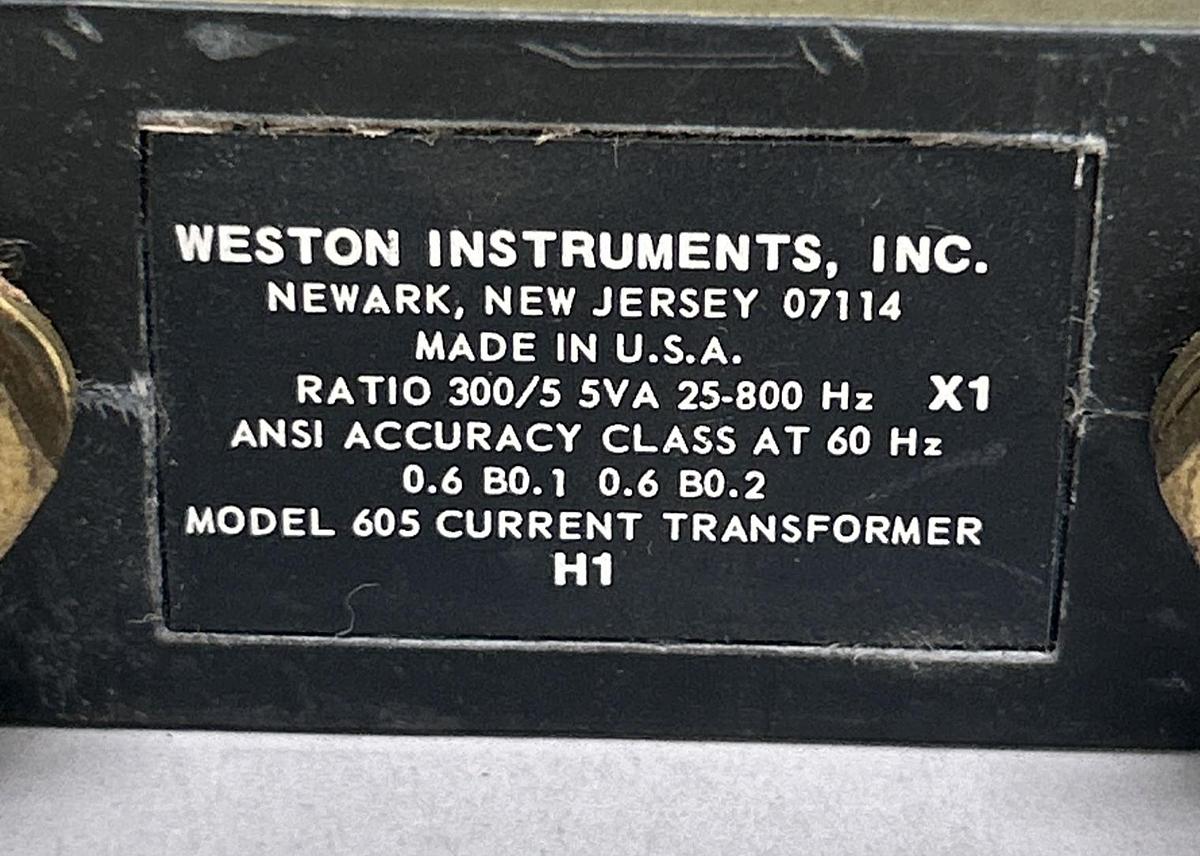 WESTON INSTRUMENTS, INC.
NEWARK, NEW JERSEY 07114
MADE IN U.S.A.
RATIO 300/5 5VA 25-800 Hz X1
ANSI ACCURACY CLASS AT 60 Hz
0.6 B0.1 0.6 B0.2
MODEL 605 CURRENT TRANSFORMER
H1